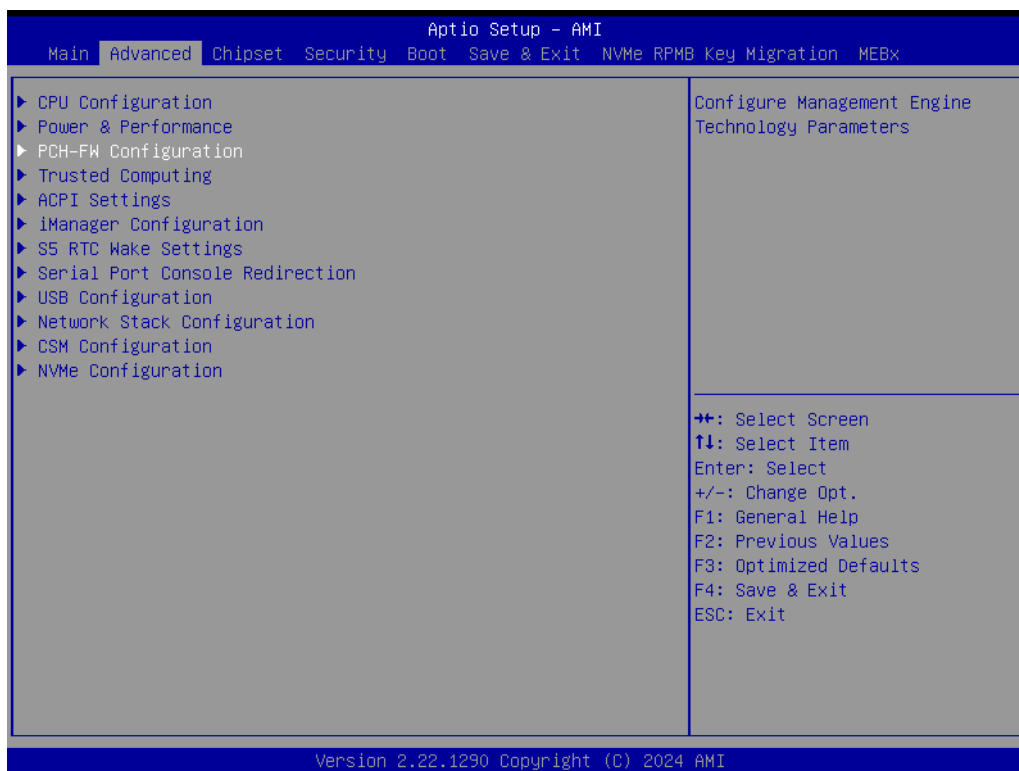 Aptio Setup – AMI
Main Advanced Chipset Security Boot Save & Exit NVMe RPMB Key Migration MEBx
CPU Configuration
Power & Performance
PCH-FW Configuration
Trusted Computing
ACPI Settings
iManager Configuration
S5 RTC Wake Settings
Serial Port Console Redirection
USB Configuration
Network Stack Configuration
CSM Configuration
NVMe Configuration
Configure Management Engine
Technology Parameters
→←: Select Screen
↑↓: Select Item
Enter: Select
+/-: Change Opt.
F1: General Help
F2: Previous Values
F3: Optimized Defaults
F4: Save & Exit
ESC: Exit
Version 2.22.1290 Copyright (C) 2024 AMI